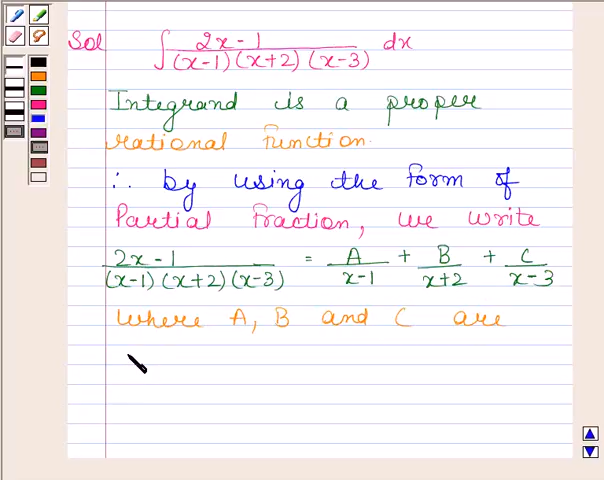 Sol ∫ 2x-1 / (x-1)(x+2)(x-3) dx
Integrand is a proper
rational function.
∴ by using the form of
Partial fraction, we write
2x-1 / (x-1)(x+2)(x-3) = A / x-1 + B / x+2 + C / x-3
where A, B and C are